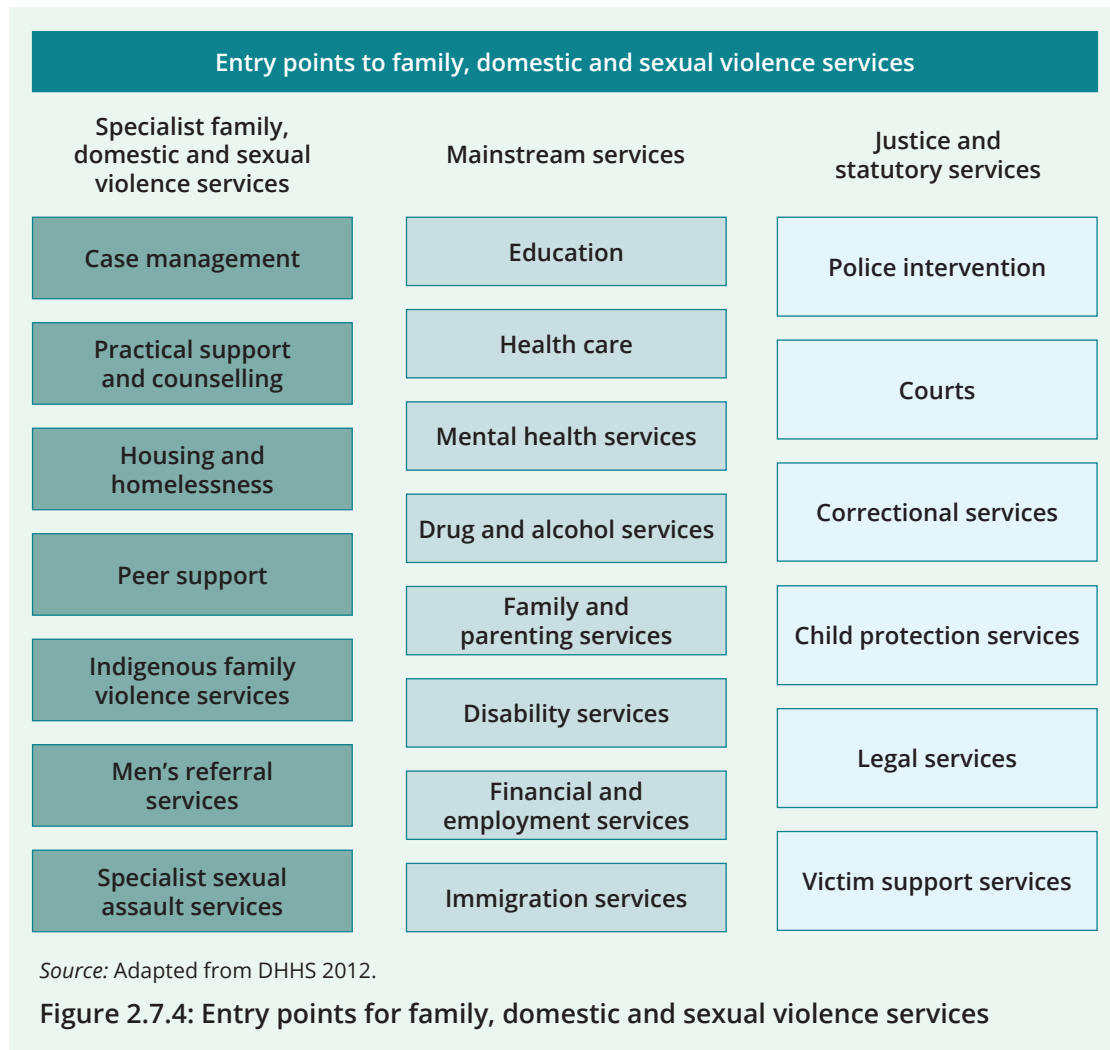 Entry points to family, domestic and sexual violence services
Specialist family,
domestic and sexual
violence services
Case management
Practical support
and counselling
Housing and
homelessness
Peer support
Indigenous family
violence services
Men’s referral
services
Specialist sexual
assault services
Mainstream services
Education
Health care
Mental health services
Drug and alcohol services
Family and
parenting services
Disability services
Financial and
employment services
Immigration services
Justice and
statutory services
Police intervention
Courts
Correctional services
Child protection services
Legal services
Victim support services
Source: Adapted from DHHS 2012.
Figure 2.7.4: Entry points for family, domestic and sexual violence services